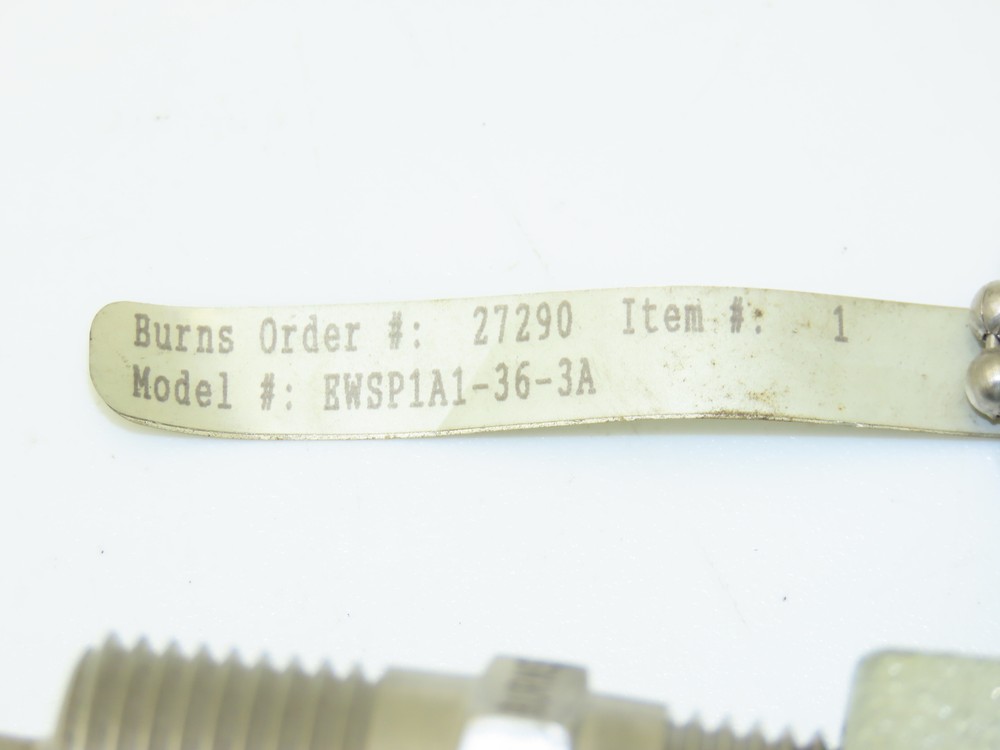 Burns Order #: 27290 Item #: 1
Model #: EWSP1A1-36-3A